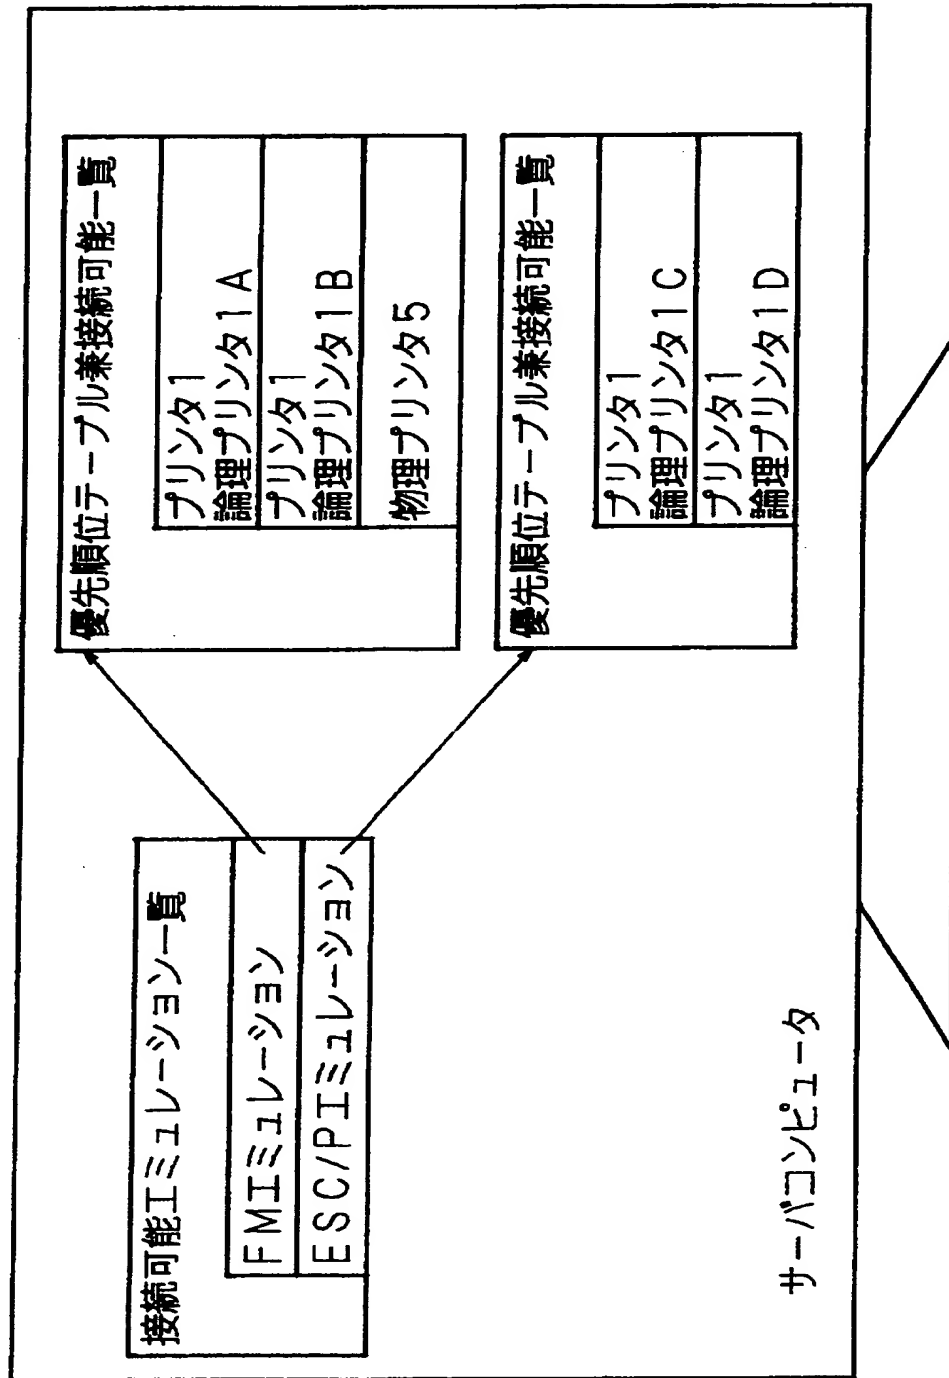 接続可能エミュレーション一覧
FMエミュレーション
ESC/Pエミュレーション
優先順位テーブル兼接続可能一覧
プリンタ1
論理プリンタ1A
プリンタ1
論理プリンタ1B
物理プリンタ5
優先順位テーブル兼接続可能一覧
プリンタ1
論理プリンタ1C
プリンタ1
論理プリンタ1D
サーバコンピュータ